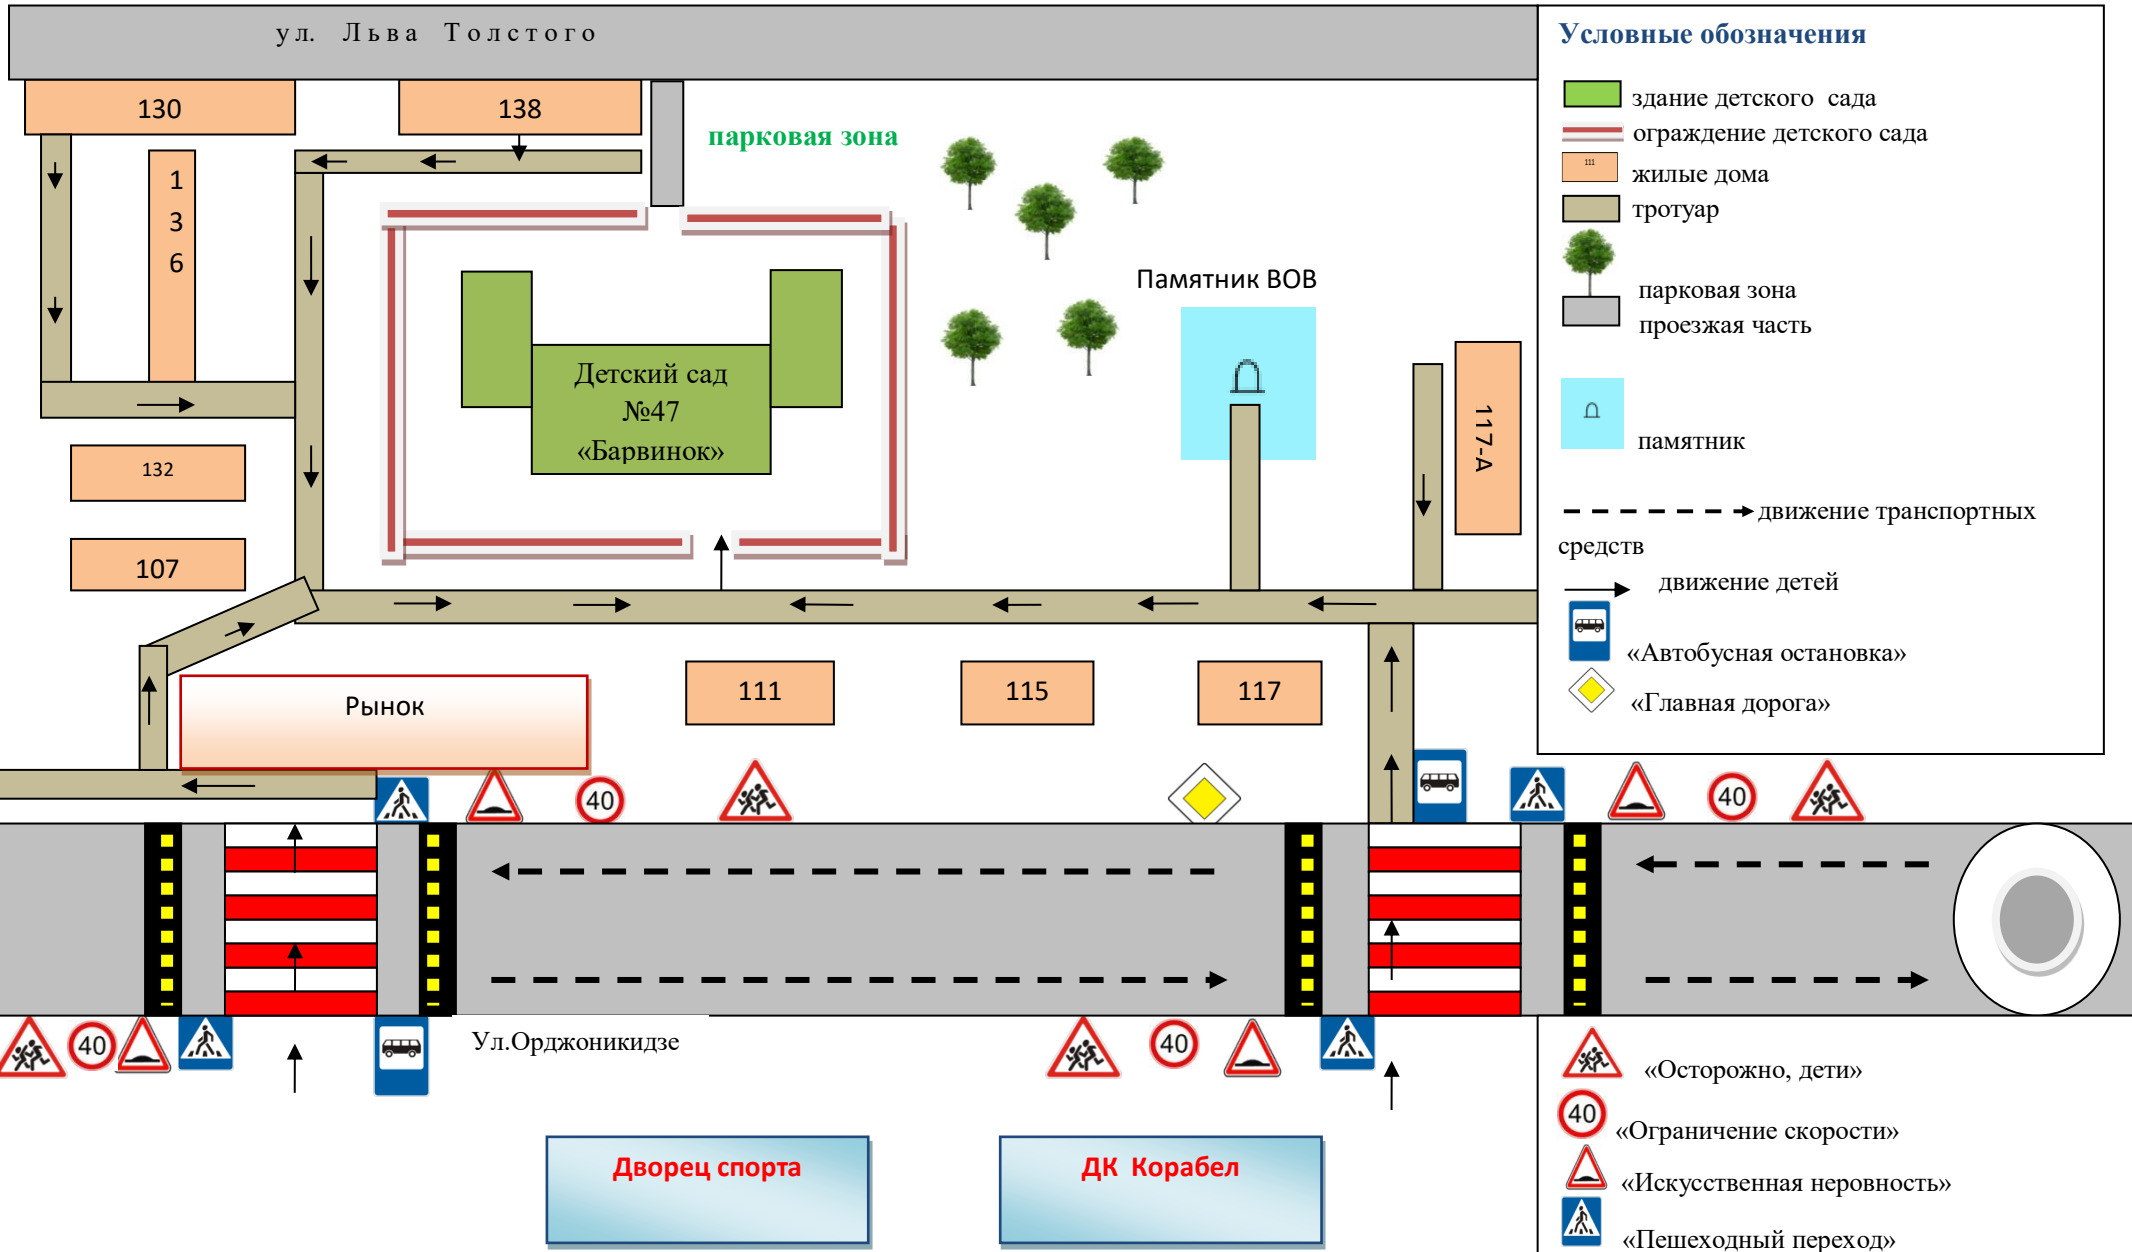 ул. Льва Толстого
130
138
парковая зона
1
3
6
Памятник ВОВ
Детский сад
№47
«Барвинок»
132
107
117-А
Рынок
111
115
117
40
40
40
40
Ул.Орджоникидзе
Дворец спорта
ДК Корабел
Условные обозначения
здание детского сада
ограждение детского сада
111
жилые дома
тротуар
парковая зона
проезжая часть
памятник
движение транспортных
средств
движение детей
«Автобусная остановка»
«Главная дорога»
«Осторожно, дети»
40
«Ограничение скорости»
«Искусственная неровность»
«Пешеходный переход»